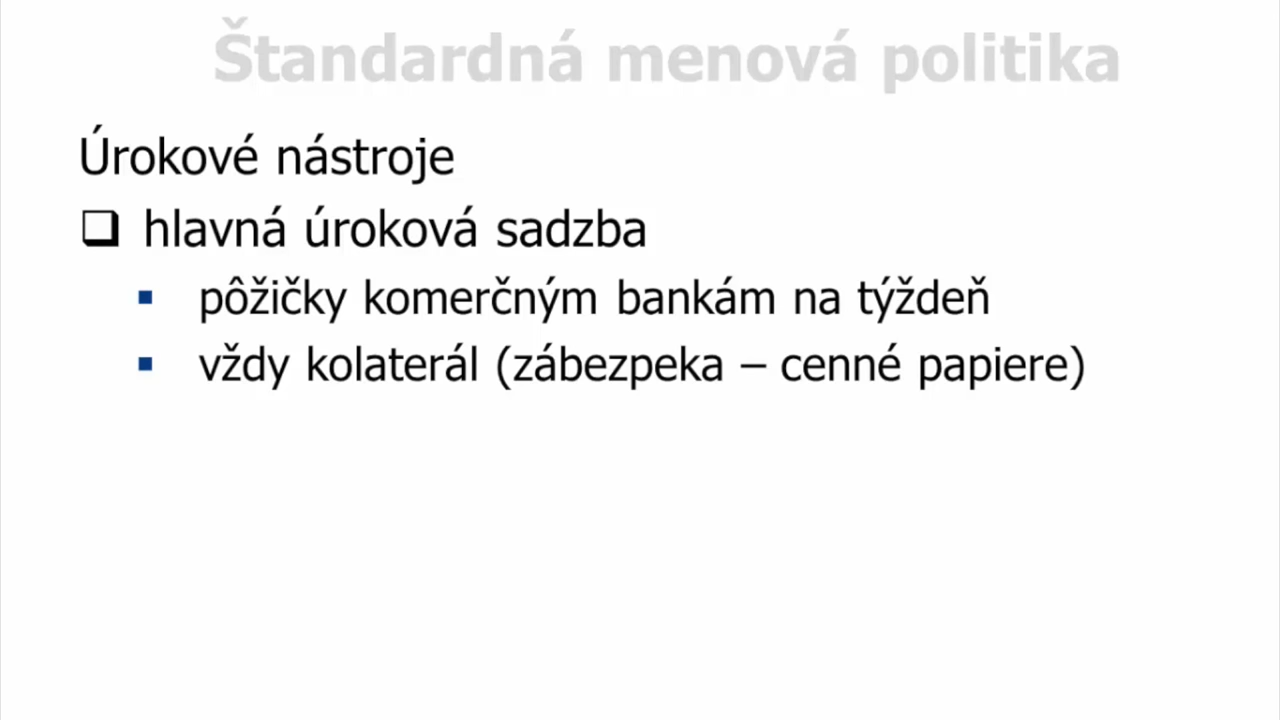 Štandardná menová politika
Úrokové nástroje
❑ hlavná úroková sadzba
▪ pôžičky komerčným bankám na týždeň
▪ vždy kolaterál (zábezpeka – cenné papiere)